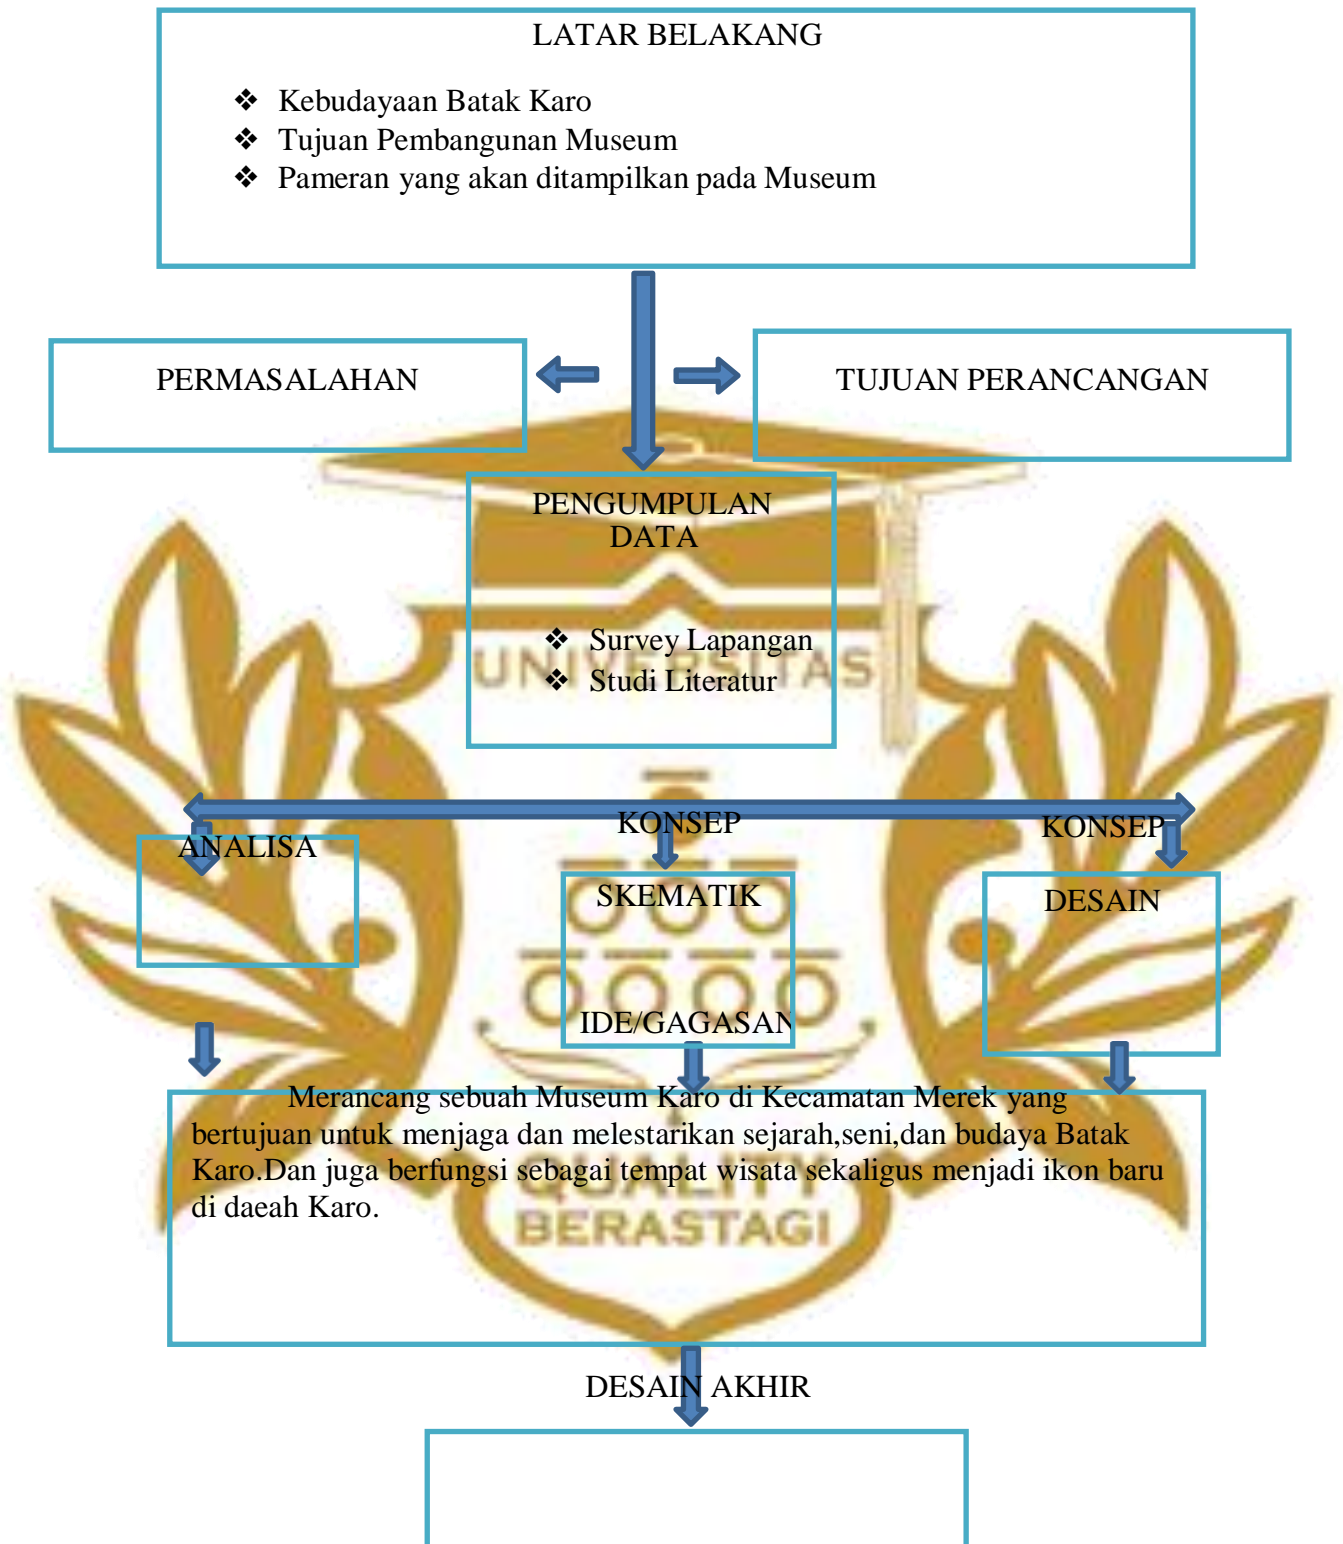 LATAR BELAKANG
❖ Kebudayaan Batak Karo
❖ Tujuan Pembangunan Museum
❖ Pameran yang akan ditampilkan pada Museum
PERMASALAHAN
TUJUAN PERANCANGAN
PENGUMPULAN
DATA
❖ Survey Lapangan
❖ Studi Literatur
UNIVERSITAS
ANALISA
KONSEP
SKEMATIK
KONSEP
DESAIN
IDE/GAGASAN
Merancang sebuah Museum Karo di Kecamatan Merek yang
bertujuan untuk menjaga dan melestarikan sejarah,seni,dan budaya Batak
Karo.Dan juga berfungsi sebagai tempat wisata sekaligus menjadi ikon baru
di daeah Karo.
QUALITY
BERASTAGI
DESAIN AKHIR